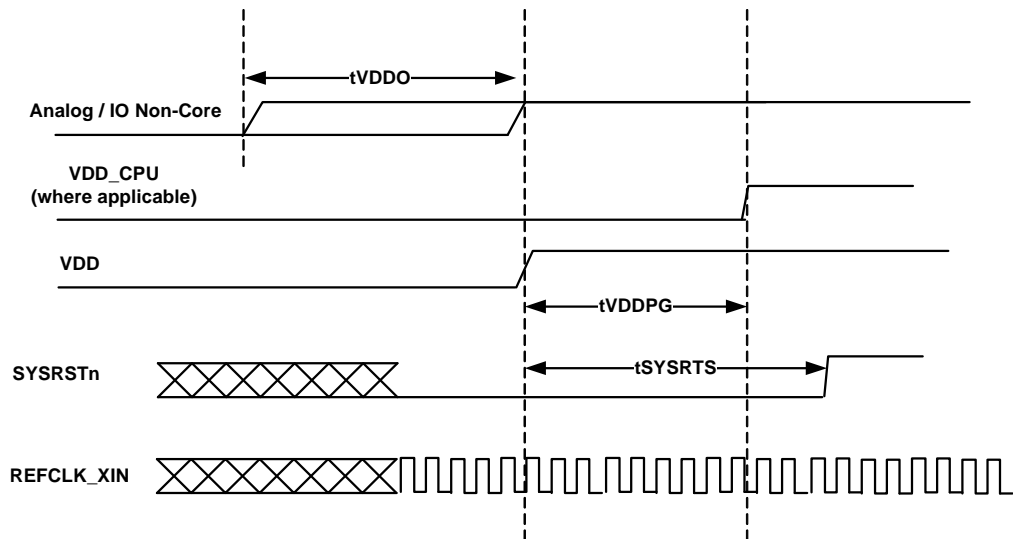 tVDDO
Analog / IO Non-Core
VDD_CPU
(where applicable)
VDD
tVDDPG
SYSRSTn
tSYSRTS
REFCLK_XIN